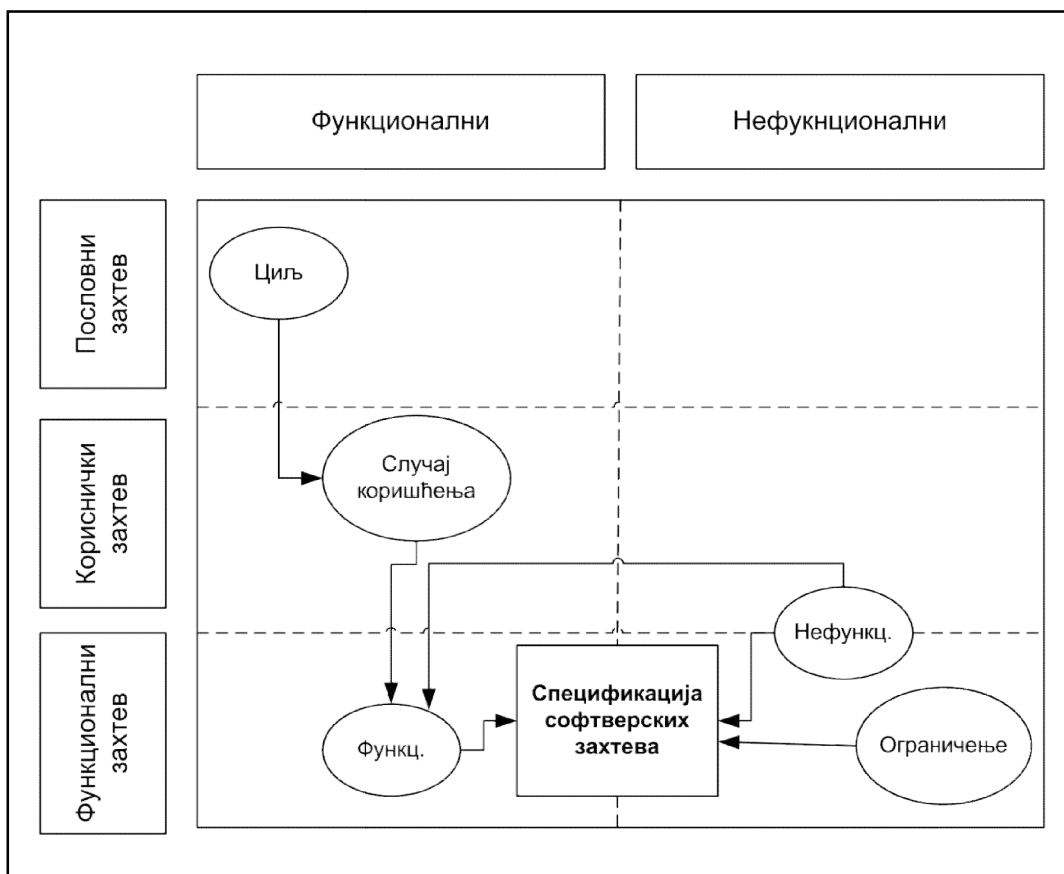 Функционални
Нефукнционални
Пословни
захтев
Циљ
Кориснички
захтев
Случај
коришћења
Нефункц.
Функционални
захтев
Функц.
Спецификација
софтверских
захтева
Ограничење